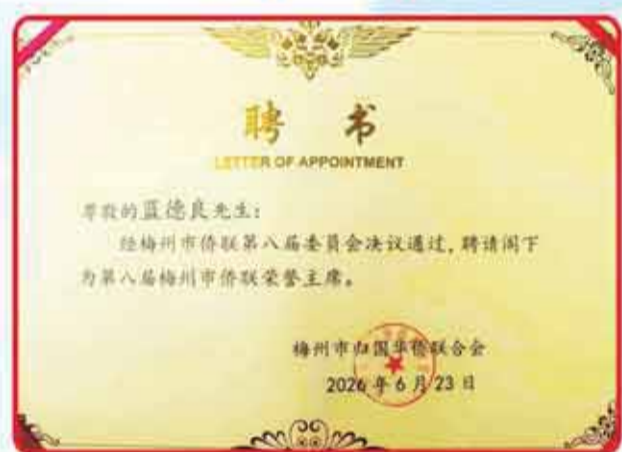 聘 书
LETTER OF APPOINTMENT
尊敬的蓝德良先生：
经梅州市侨联第八届委员会决议通过，聘请阁下
为第八届梅州市侨联荣誉主席。
梅州市归国华侨联合会
2026年6月23日